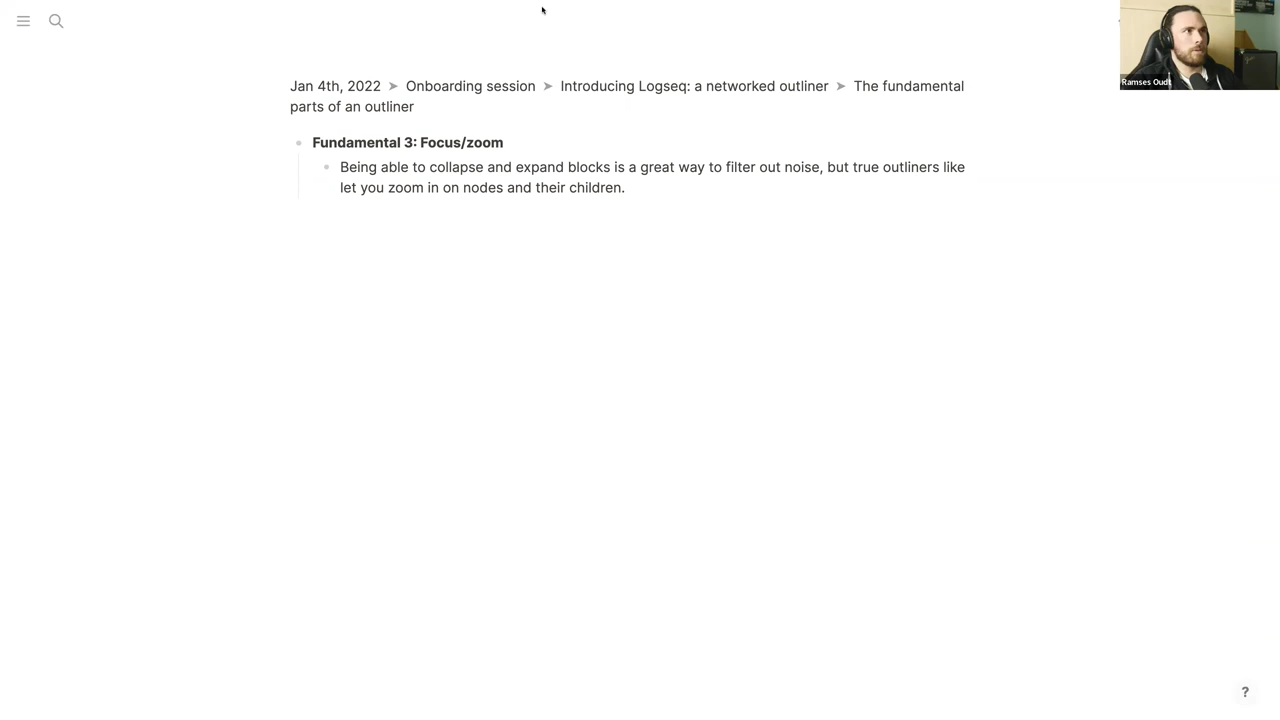 Jan 4th, 2022 ➤ Onboarding session ➤ Introducing Logseq: a networked outliner ➤ The fundamental
parts of an outliner
Fundamental 3: Focus/zoom
Being able to collapse and expand blocks is a great way to filter out noise, but true outliners like
let you zoom in on nodes and their children.
Ramses Oudt
?